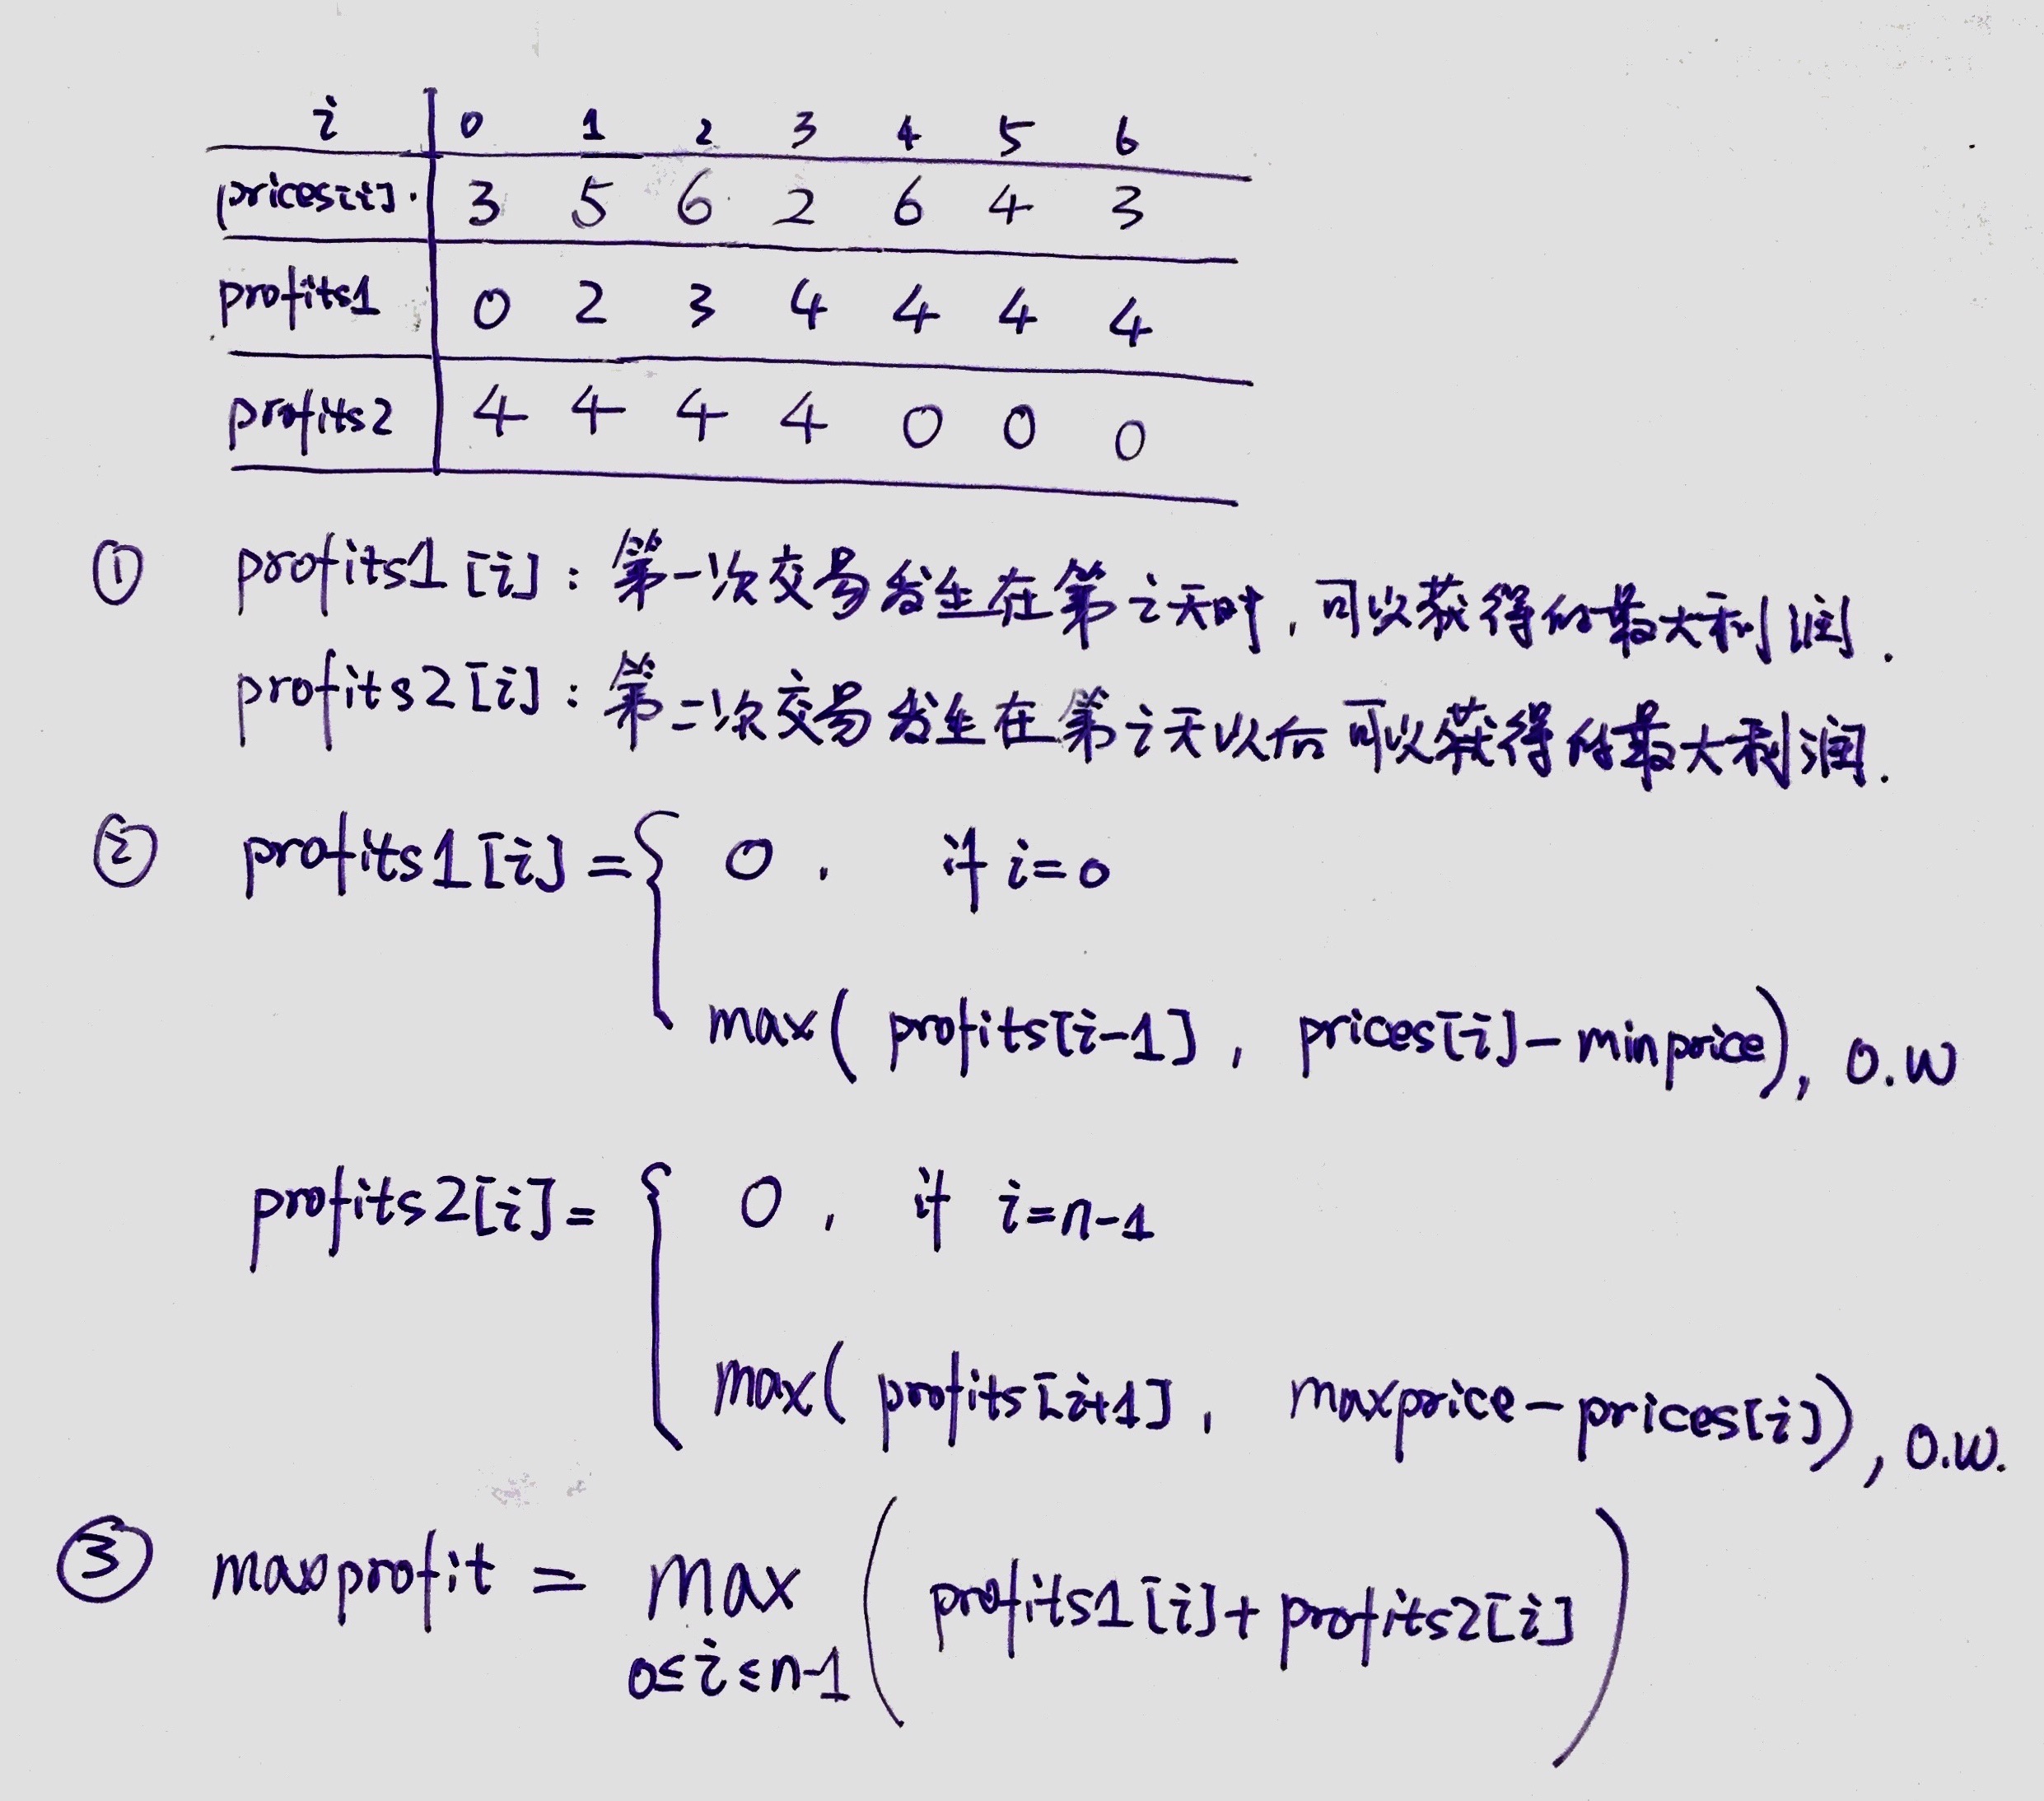 i 0 1 2 3 4 5 6
prices[i]. 3 5 6 2 6 4 3
profits1 0 2 3 4 4 4 4
profits2 4 4 4 4 0 0 0
① profits1[i]: 第一次交易发生在第i天时,可以获得的最大利润.
profits2[i]: 第二次交易发生在第i天以后可以获得的最大利润.
② profits1[i] = { 0 , if i=0
max( profits[i-1], prices[i]-minprice), O.W
profits2[i]= { 0 , if i=n-1
max( profits[i+1], maxprice-prices[i]), O.W.
③ maxprofit = max ( profits1[i]+profits2[i] )
0≤i≤n-1